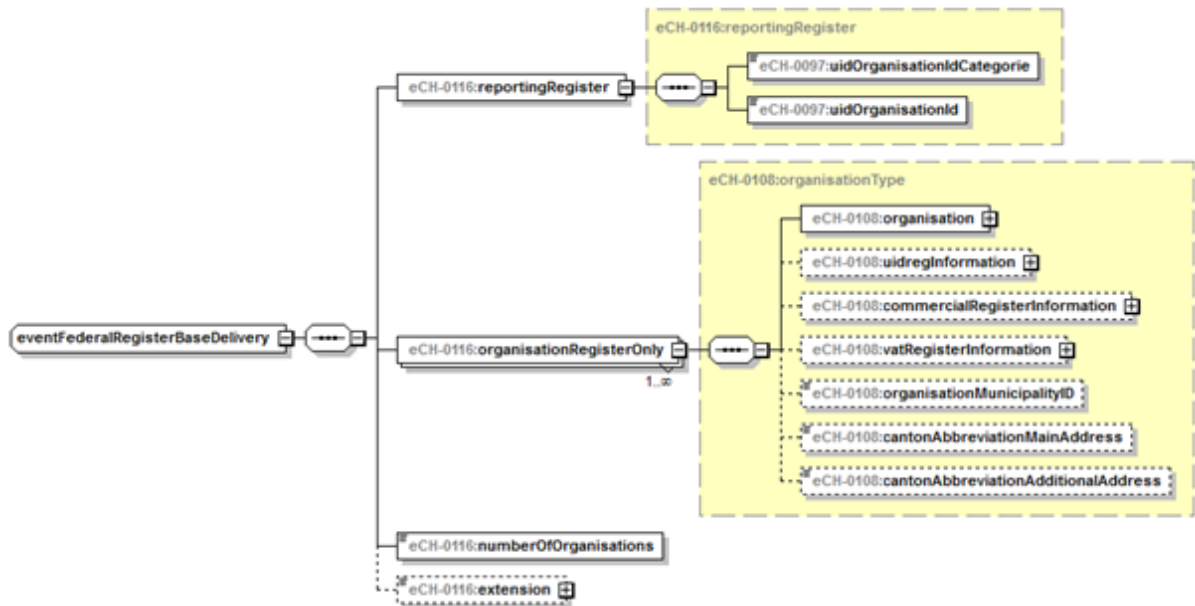 eCH-0116:reportingRegister
eCH-0116:reportingRegister
eCH-0097:uidOrganisationIdCategorie
eCH-0097:uidOrganisationId
eCH-0108:organisationType
eCH-0108:organisation
eCH-0108:uidregInformation
eCH-0108:commercialRegisterInformation
eventFederalRegisterBaseDelivery
eCH-0116:organisationRegisterOnly
1..∞
eCH-0108:vatRegisterInformation
eCH-0108:organisationMunicipalityID
eCH-0108:cantonAbbreviationMainAddress
eCH-0108:cantonAbbreviationAdditionalAddress
eCH-0116:numberOfOrganisations
eCH-0116:extension